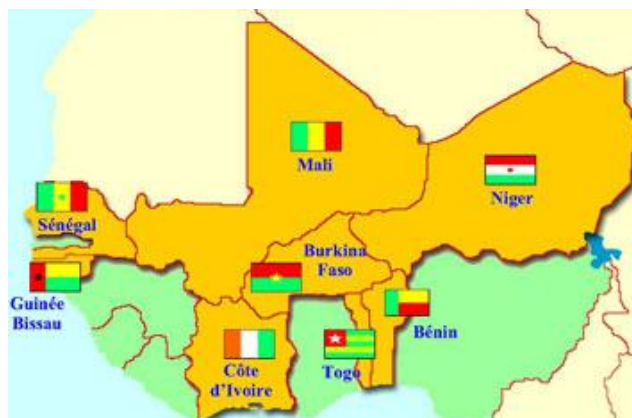 Mali
Niger
Sénégal
Burkina
Faso
Guinée
Bissau
Bénin
Côte
d'Ivoire
Togo